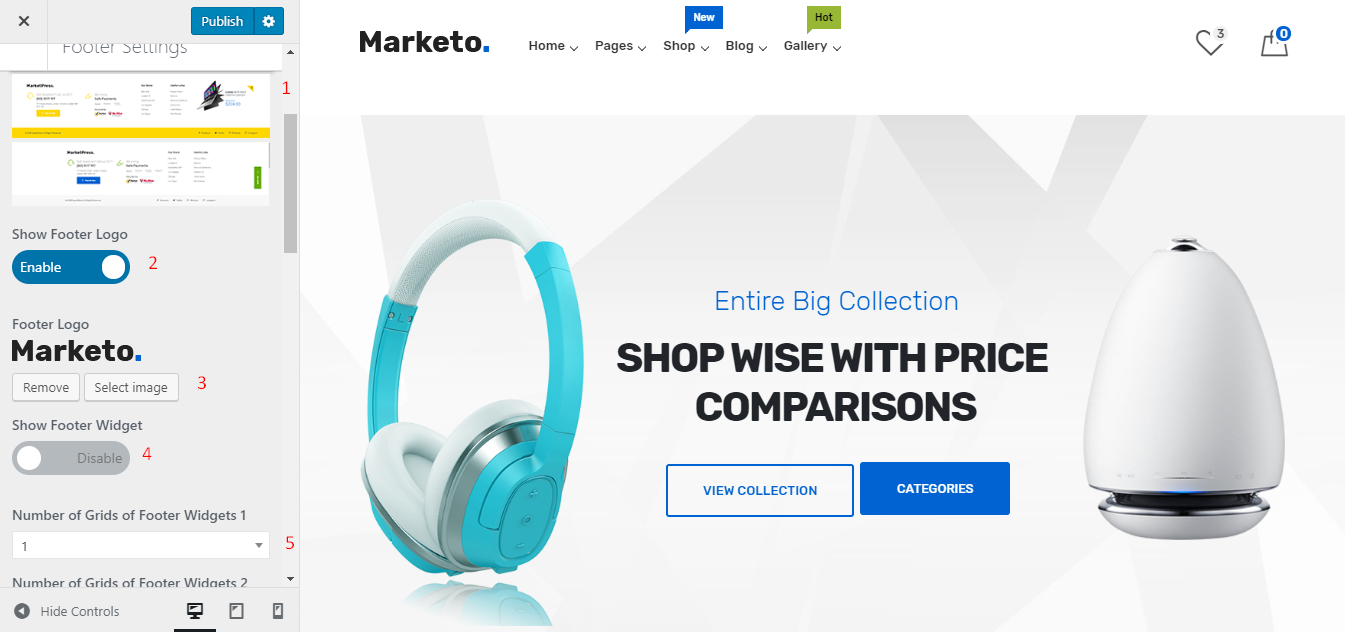 Publish
Footer Settings
1
MarketPress.
MarketPress.
Show Footer Logo
Enable
2
Footer Logo
Marketo.
Remove
Select image
3
Show Footer Widget
Disable
4
Number of Grids of Footer Widgets 1
1
5
Number of Grids of Footer Widgets 2
Hide Controls
New
Hot
Marketo.
Home
Pages
Shop
Blog
Gallery
3
0
Entire Big Collection
SHOP WISE WITH PRICE
COMPARISONS
VIEW COLLECTION
CATEGORIES